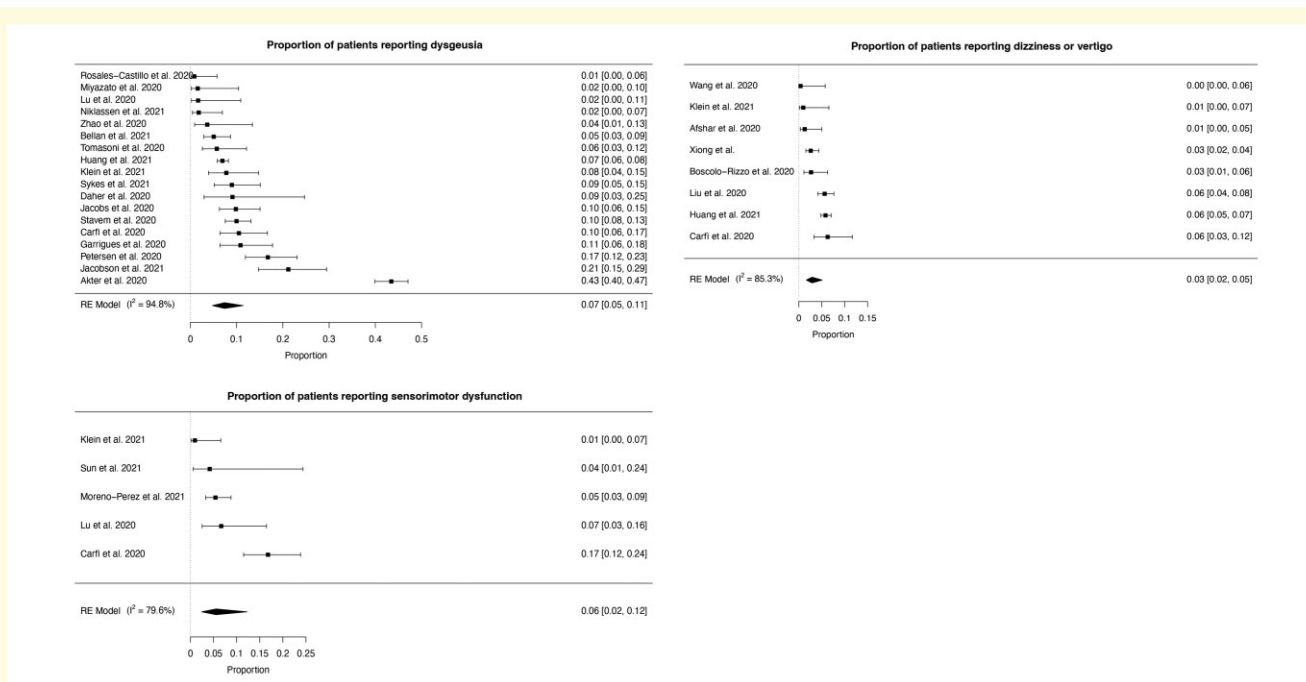 Proportion of patients reporting dysgeusia
Rosales−Castillo et al. 2020 0.01 [0.00, 0.06]
Miyazato et al. 2020 0.02 [0.00, 0.10]
Lu et al. 2020 0.02 [0.00, 0.11]
Niklassen et al. 2021 0.02 [0.00, 0.07]
Zhao et al. 2020 0.04 [0.01, 0.13]
Bellan et al. 2021 0.05 [0.03, 0.09]
Tomasoni et al. 2020 0.06 [0.03, 0.12]
Huang et al. 2021 0.07 [0.06, 0.08]
Klein et al. 2021 0.08 [0.04, 0.15]
Sykes et al. 2021 0.09 [0.05, 0.15]
Daher et al. 2020 0.09 [0.03, 0.25]
Jacobs et al. 2020 0.10 [0.06, 0.15]
Stavem et al. 2020 0.10 [0.08, 0.13]
Carfì et al. 2020 0.10 [0.06, 0.17]
Garrigues et al. 2020 0.11 [0.06, 0.18]
Petersen et al. 2020 0.17 [0.12, 0.23]
Jacobson et al. 2021 0.21 [0.15, 0.29]
Akter et al. 2020 0.43 [0.40, 0.47]
RE Model (I² = 94.8%) 0.07 [0.05, 0.11]
0 0.1 0.2 0.3 0.4 0.5
Proportion
Proportion of patients reporting dizziness or vertigo
Wang et al. 2020 0.00 [0.00, 0.06]
Klein et al. 2021 0.01 [0.00, 0.07]
Afshar et al. 2020 0.01 [0.00, 0.05]
Xiong et al. 0.03 [0.02, 0.04]
Boscolo−Rizzo et al. 2020 0.03 [0.01, 0.06]
Liu et al. 2020 0.06 [0.04, 0.08]
Huang et al. 2021 0.06 [0.05, 0.07]
Carfì et al. 2020 0.06 [0.03, 0.12]
RE Model (I² = 85.3%) 0.03 [0.02, 0.05]
0 0.05 0.1 0.15
Proportion
Proportion of patients reporting sensorimotor dysfunction
Klein et al. 2021 0.01 [0.00, 0.07]
Sun et al. 2021 0.04 [0.01, 0.24]
Moreno−Perez et al. 2021 0.05 [0.03, 0.09]
Lu et al. 2020 0.07 [0.03, 0.16]
Carfì et al. 2020 0.17 [0.12, 0.24]
RE Model (I² = 79.6%) 0.06 [0.02, 0.12]
0 0.05 0.1 0.15 0.2 0.25
Proportion